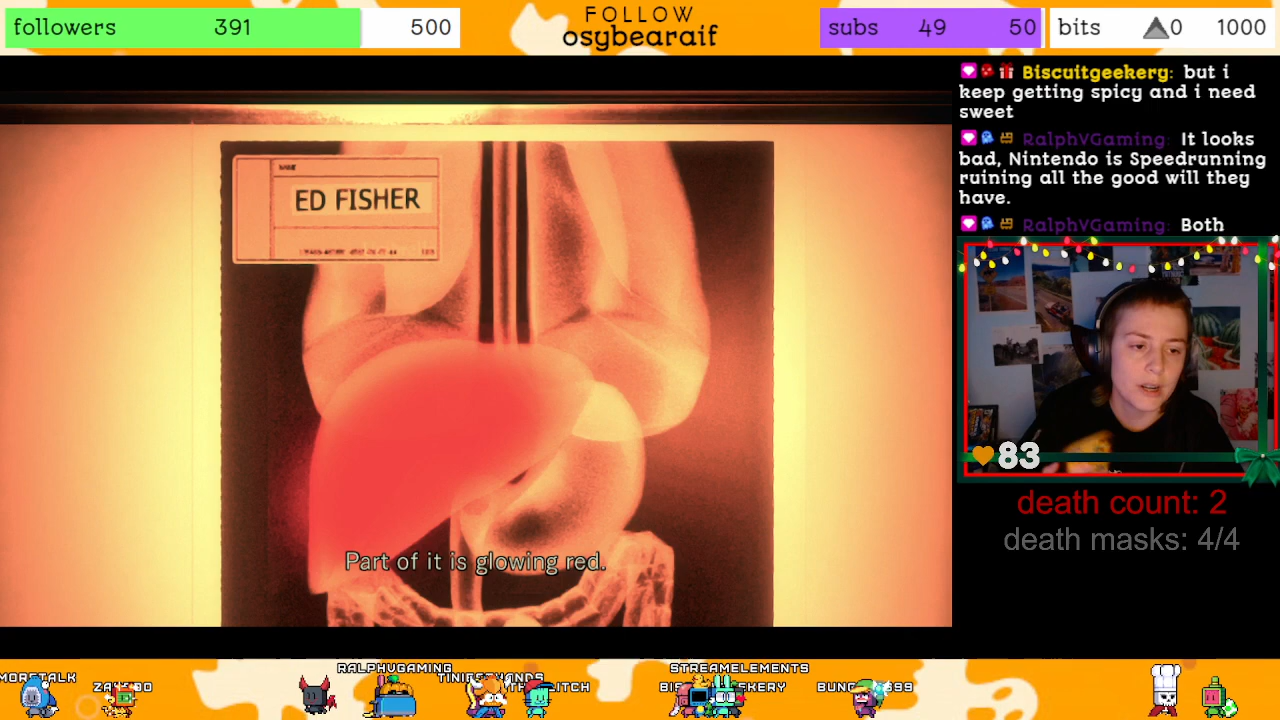 followers 391 500
FOLLOW
osybearaif
subs 49 50
bits 0 1000
Biscuitgeekery: but i
keep getting spicy and i need
sweet
RalphVGaming: It looks
bad, Nintendo is Speedrunning
ruining all the good will they
have.
RalphVGaming: Both
NAME
ED FISHER
Part of it is glowing red.
83
death count: 2
death masks: 4/4
RALPHVGAMING
STREAMELEMENTS